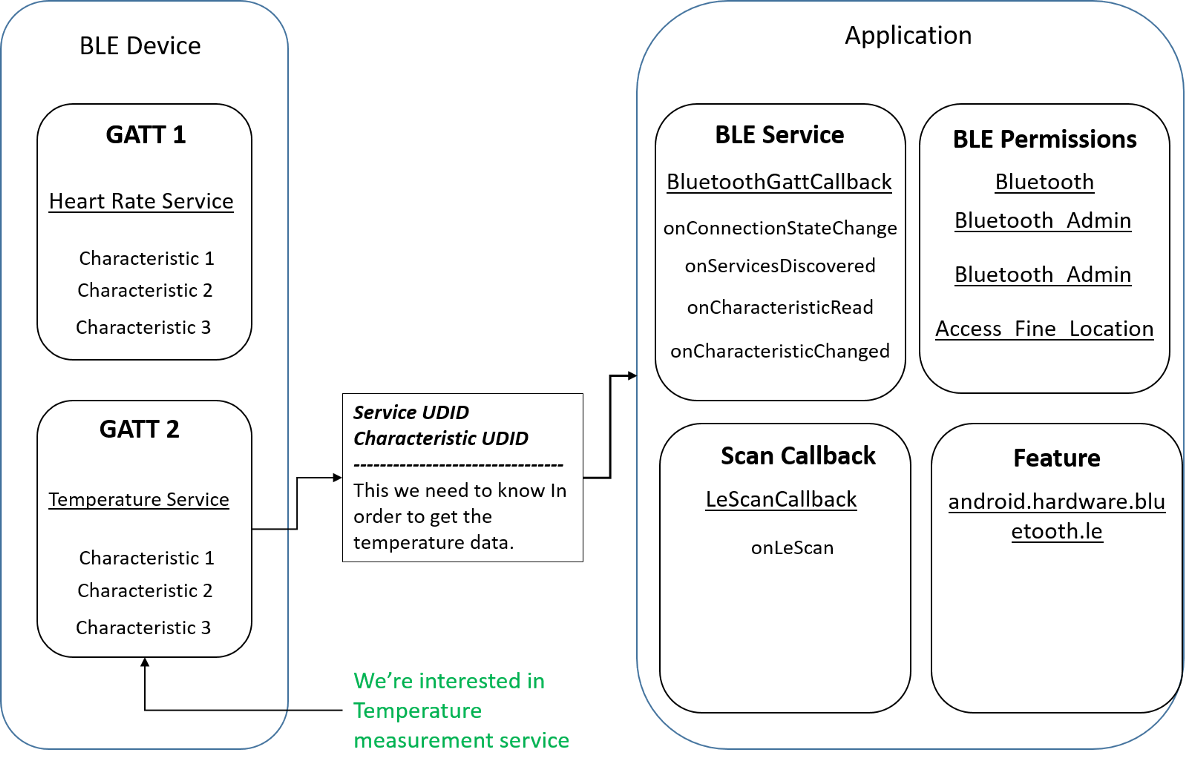 BLE Device
GATT 1
Heart Rate Service
Characteristic 1
Characteristic 2
Characteristic 3
GATT 2
Temperature Service
Characteristic 1
Characteristic 2
Characteristic 3
Service UDID
Characteristic UDID
--------------------------------
This we need to know In
order to get the
temperature data.
We’re interested in
Temperature
measurement service
Application
BLE Service
BluetoothGattCallback
onConnectionStateChange
onServicesDiscovered
onCharacteristicRead
onCharacteristicChanged
BLE Permissions
Bluetooth
Bluetooth_Admin
Bluetooth_Admin
Access_Fine_Location
Scan Callback
LeScanCallback
onLeScan
Feature
android.hardware.blu
etooth.le